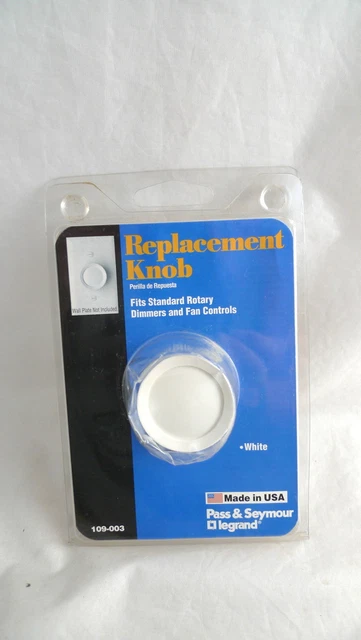 Replacement
Knob
Perilla de Repuesta
Fits Standard Rotary
Dimmers and Fan Controls
Wall Plate Not Included
•White
Made in USA
Pass & Seymour
legrand®
109-003